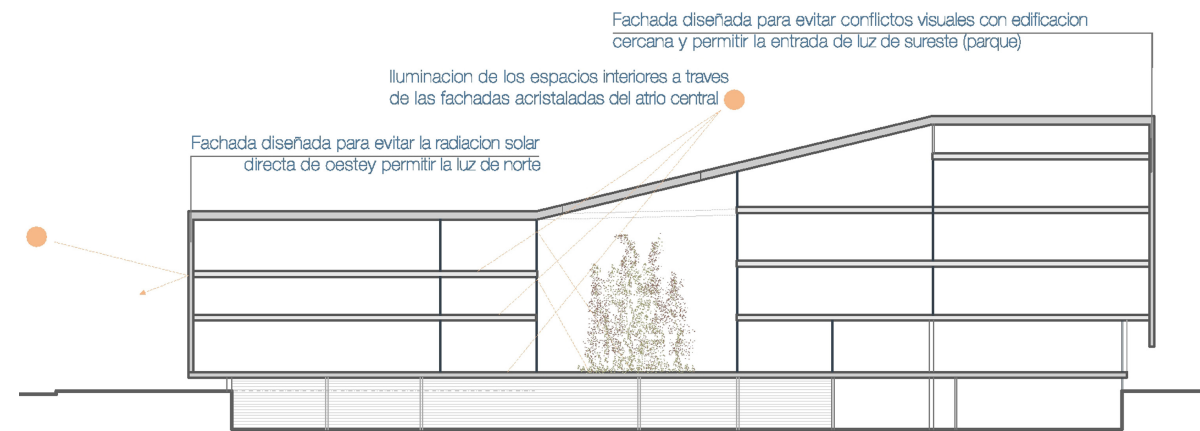 Fachada diseñada para evitar conflictos visuales con edificacion
cercana y permitir la entrada de luz de sureste (parque)
Iluminacion de los espacios interiores a traves
de las fachadas acristaladas del atrio central
Fachada diseñada para evitar la radiacion solar
directa de oestey permitir la luz de norte